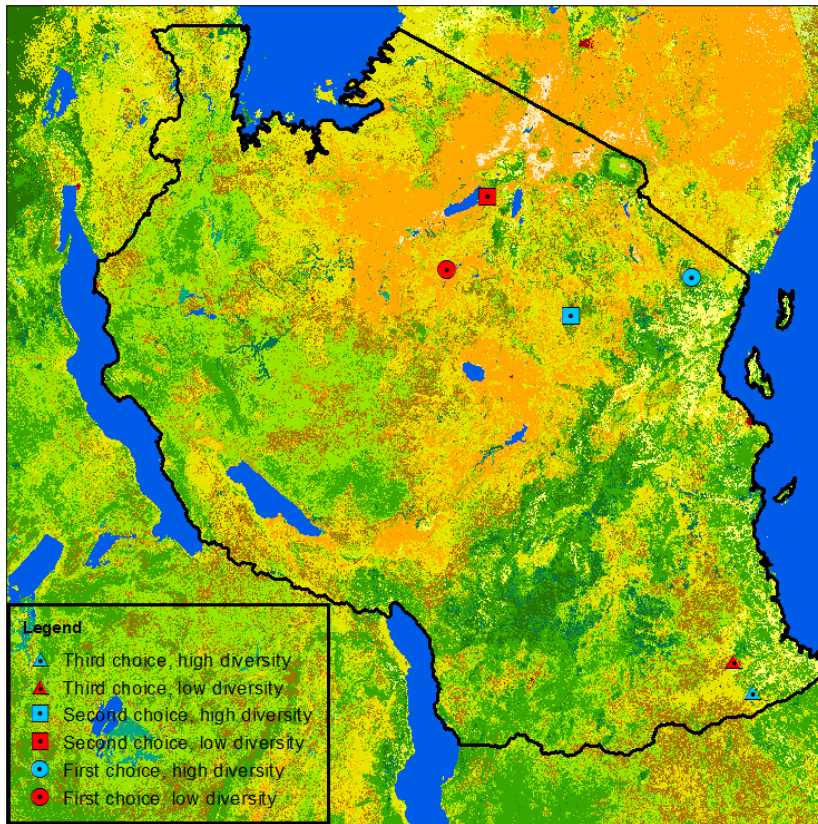 Legend
Third choice, high diversity
Third choice, low diversity
Second choice, high diversity
Second choice, low diversity
First choice, high diversity
First choice, low diversity